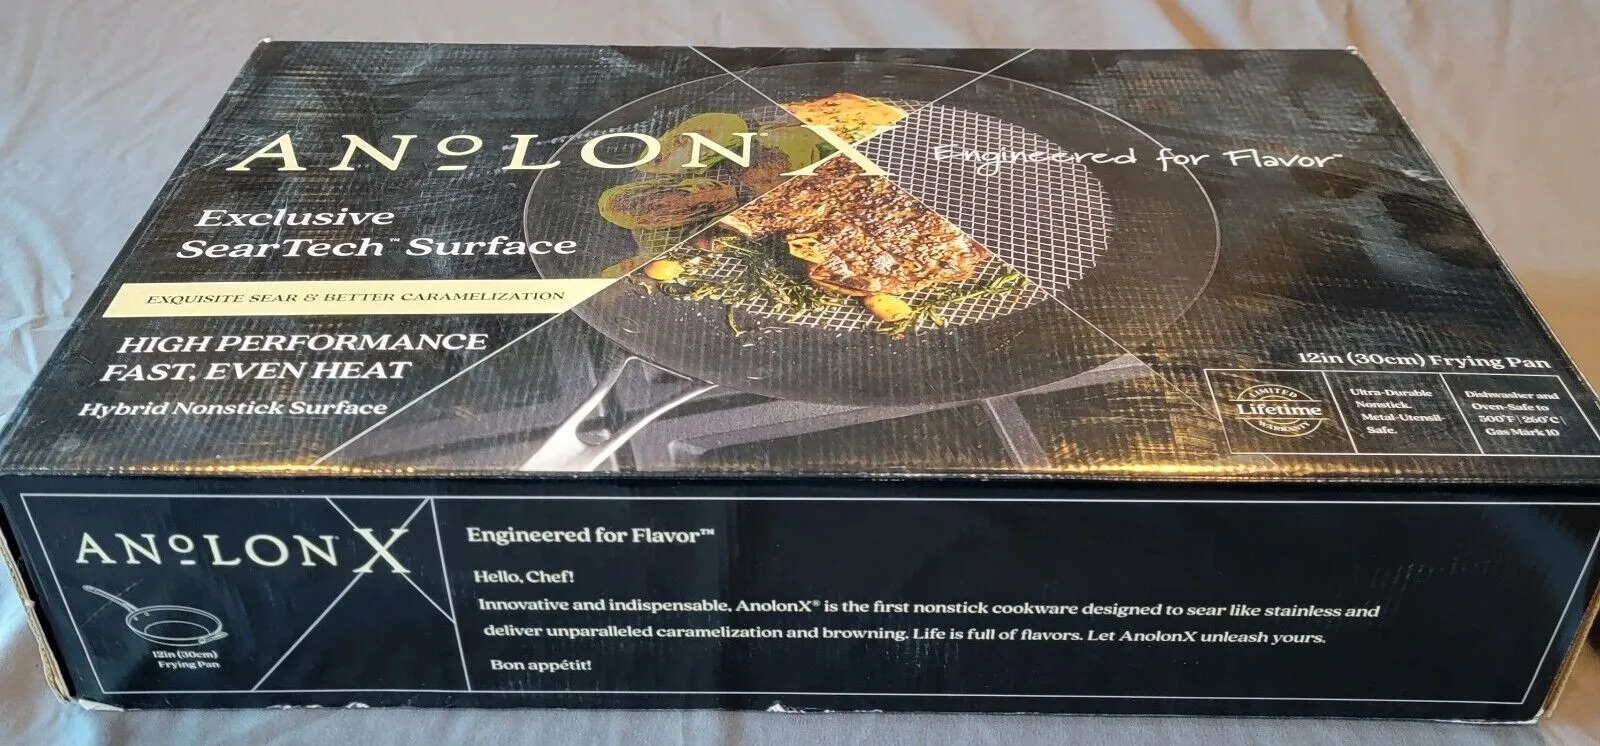 ANOLON X
Engineered for Flavor™
Exclusive
SearTech™ Surface
EXQUISITE SEAR & BETTER CARAMELIZATION
HIGH PERFORMANCE
FAST, EVEN HEAT
Hybrid Nonstick Surface
12in (30cm) Frying Pan
LIMITED
Lifetime
WARRANTY
Ultra-Durable
Nonstick.
Metal-Utensil-
Safe.
Dishwasher and
Oven-Safe to
500°F | 260°C |
Gas Mark 10
ANOLON X
12in (30cm)
Frying Pan
Engineered for Flavor™
Hello, Chef!
Innovative and indispensable, AnolonX® is the first nonstick cookware designed to sear like stainless and
deliver unparalleled caramelization and browning. Life is full of flavors. Let AnolonX unleash yours.
Bon appétit!